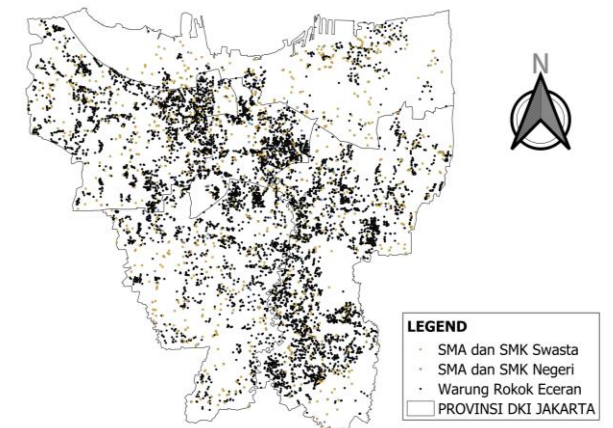 N
LEGEND
SMA dan SMK Swasta
SMA dan SMK Negeri
Warung Rokok Eceran
PROVINSI DKI JAKARTA